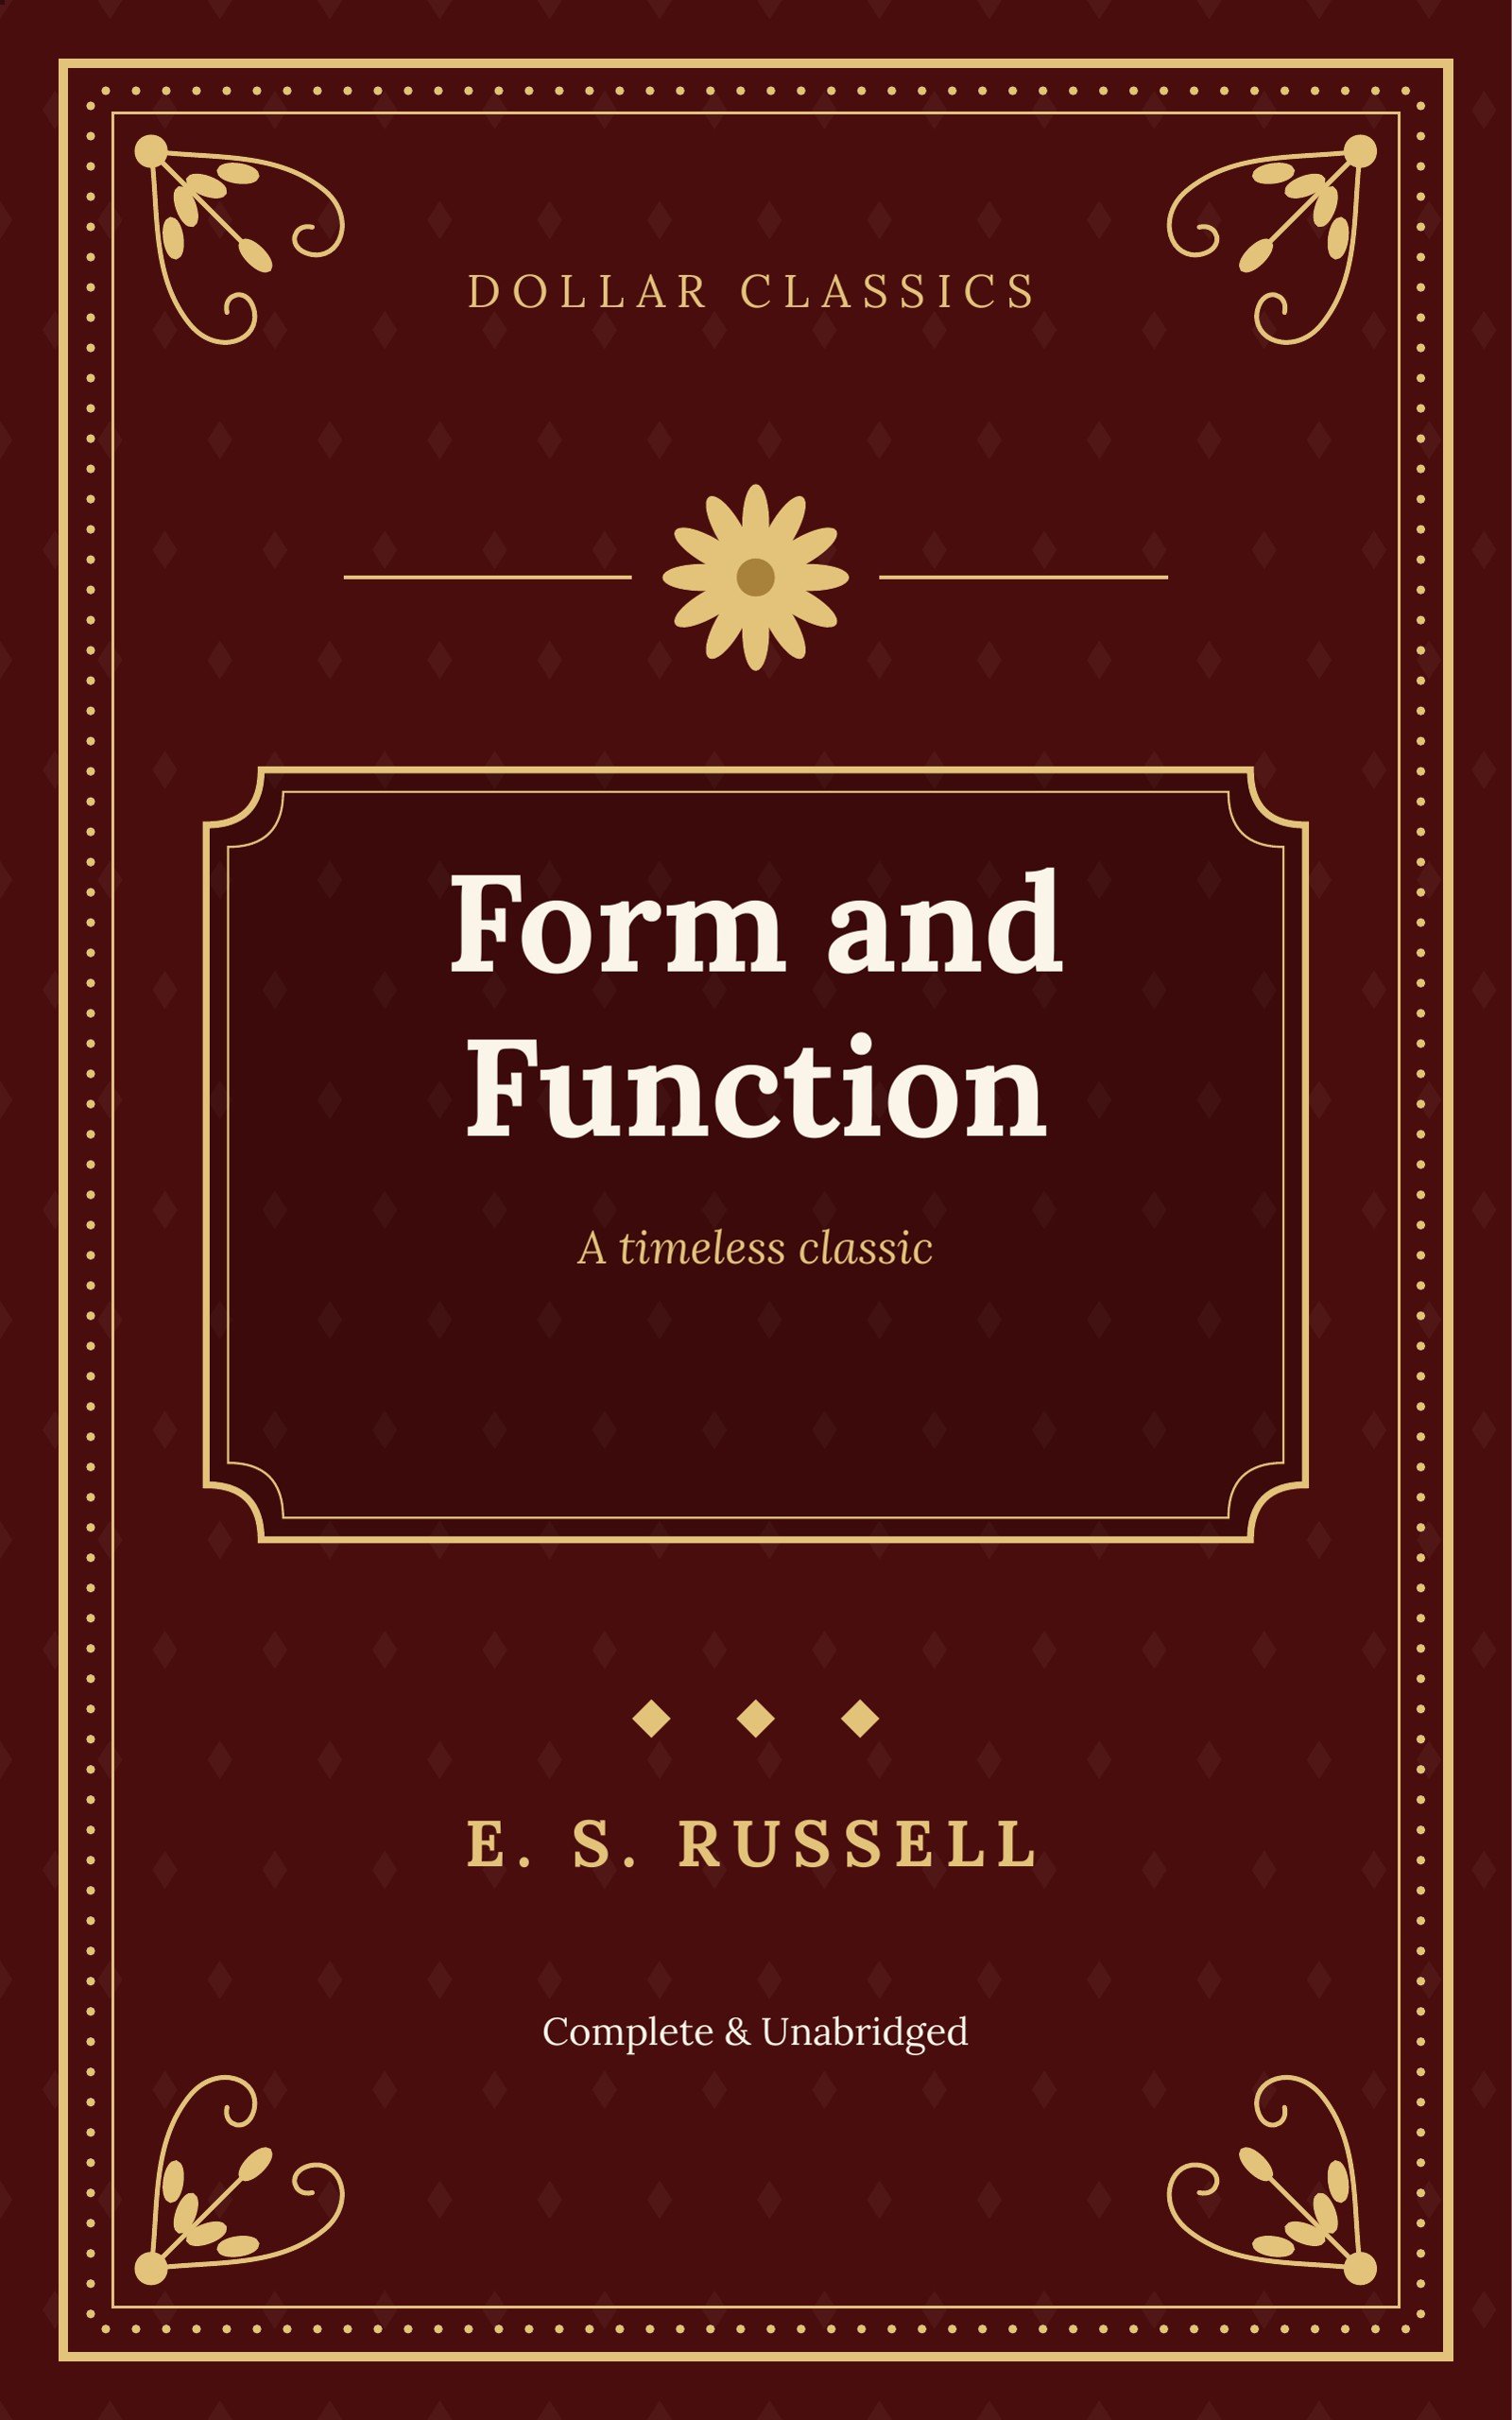 DOLLAR CLASSICS
Form and
Function
A timeless classic
E. S. RUSSELL
Complete & Unabridged